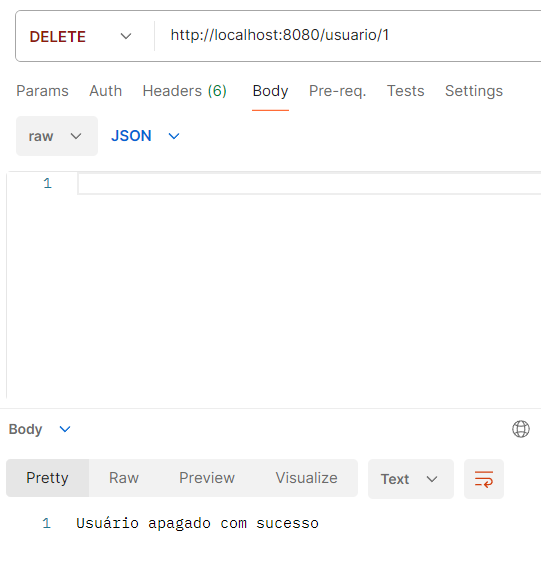 DELETE http://localhost:8080/usuario/1
Params Auth Headers (6) Body Pre-req. Tests Settings
raw JSON
1
Body
Pretty Raw Preview Visualize Text
1 Usuário apagado com sucesso